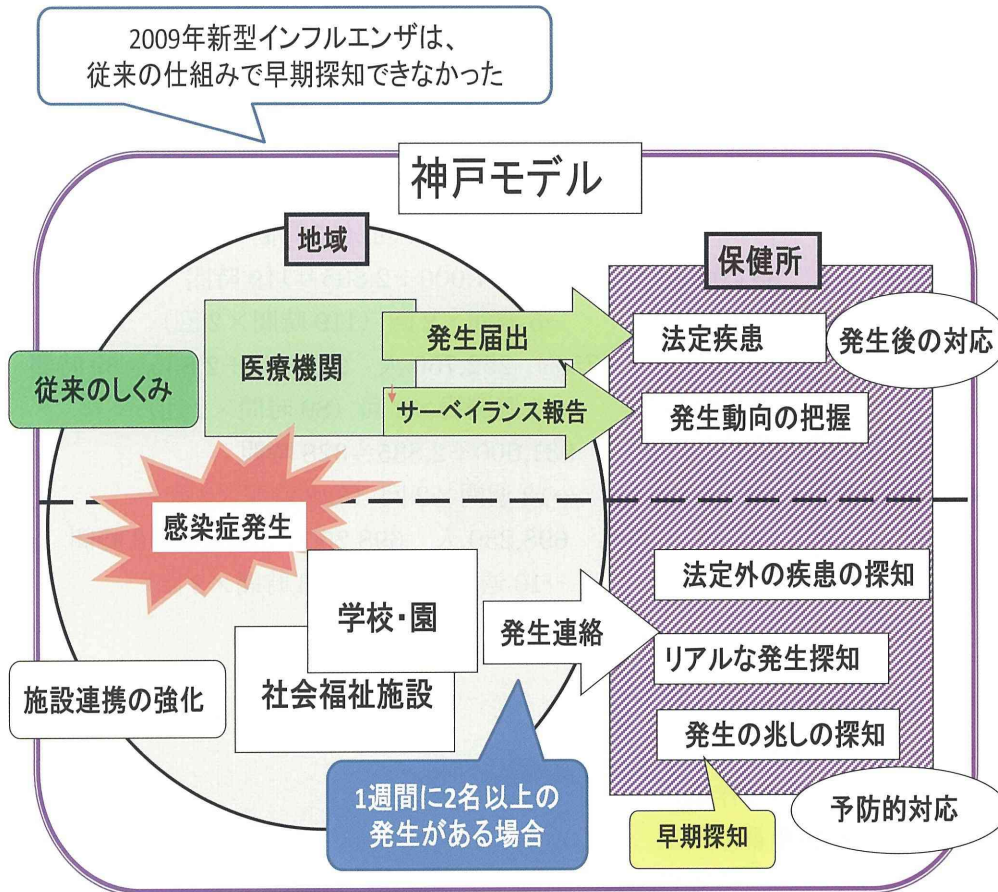 2009年新型インフルエンザは、
従来の仕組みで早期探知できなかった
神戸モデル
地域
保健所
医療機関
発生届出
法定疾患
発生後の対応
従来のしくみ
サーベイランス報告
発生動向の把握
感染症発生
法定外の疾患の探知
学校・園
発生連絡
リアルな発生探知
施設連携の強化
社会福祉施設
発生の兆しの探知
1週間に2名以上の
発生がある場合
早期探知
予防的対応